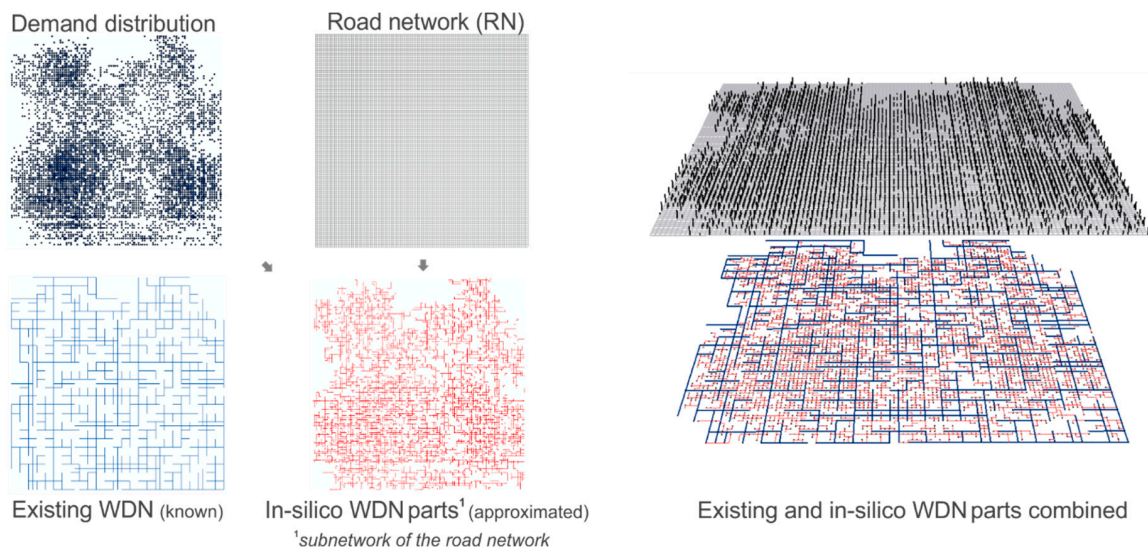 Demand distribution
Road network (RN)
Existing WDN (known)
In-silico WDN parts¹ (approximated)
¹subnetwork of the road network
Existing and in-silico WDN parts combined